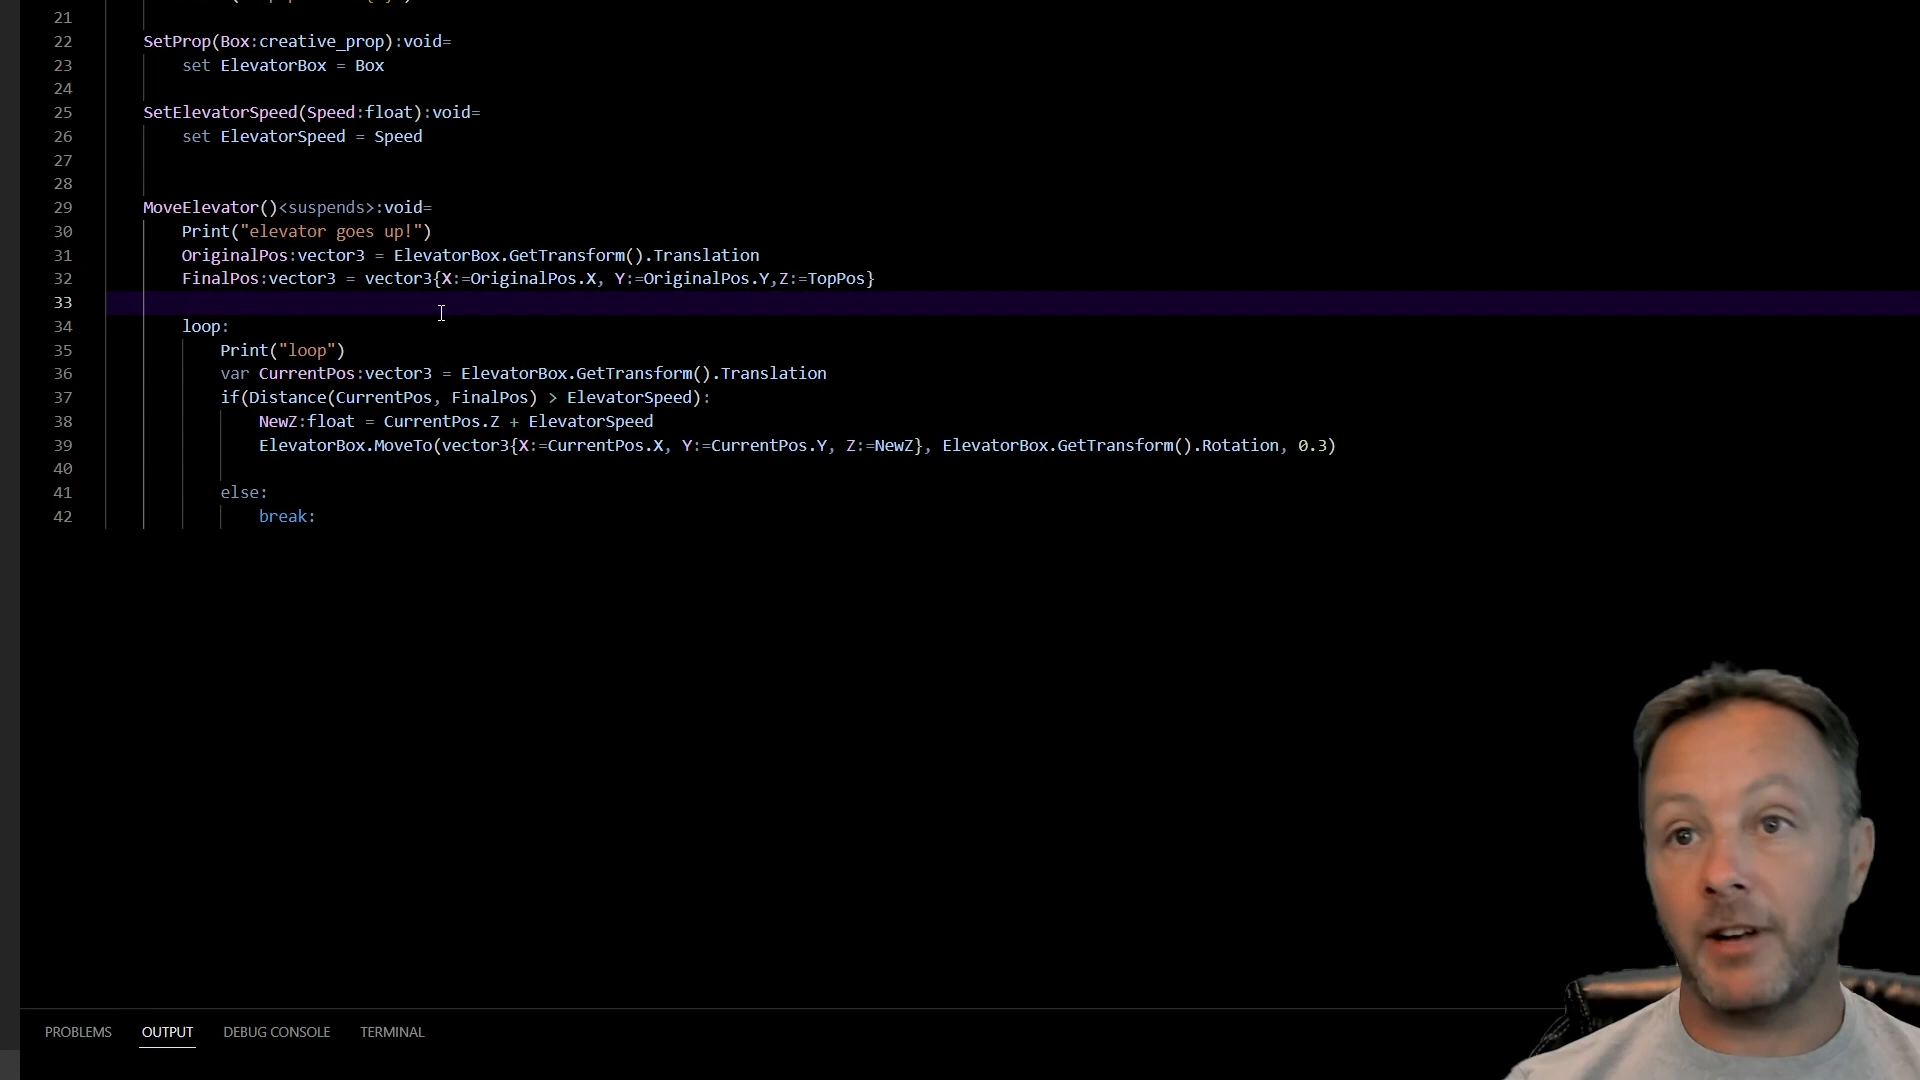 21
22 SetProp(Box:creative_prop):void=
23 set ElevatorBox = Box
24
25 SetElevatorSpeed(Speed:float):void=
26 set ElevatorSpeed = Speed
27
28
29 MoveElevator()<suspends>:void=
30 Print("elevator goes up!")
31 OriginalPos:vector3 = ElevatorBox.GetTransform().Translation
32 FinalPos:vector3 = vector3{X:=OriginalPos.X, Y:=OriginalPos.Y,Z:=TopPos}
33
34 loop:
35 Print("loop")
36 var CurrentPos:vector3 = ElevatorBox.GetTransform().Translation
37 if(Distance(CurrentPos, FinalPos) > ElevatorSpeed):
38 NewZ:float = CurrentPos.Z + ElevatorSpeed
39 ElevatorBox.MoveTo(vector3{X:=CurrentPos.X, Y:=CurrentPos.Y, Z:=NewZ}, ElevatorBox.GetTransform().Rotation, 0.3)
40
41 else:
42 break:
PROBLEMS OUTPUT DEBUG CONSOLE TERMINAL